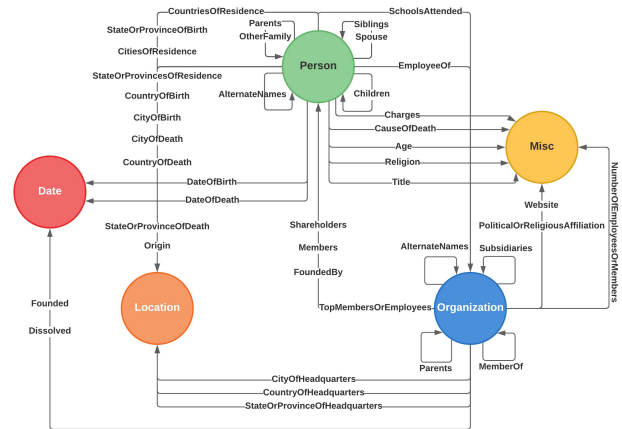 CountriesOfResidence
SchoolsAttended
StateOrProvinceOfBirth
Parents
OtherFamily
Siblings
Spouse
CitiesOfResidence
Person
EmployeeOf
StateOrProvincesOfResidence
CountryOfBirth
AlternateNames
Children
CityOfBirth
Charges
CityOfDeath
CauseOfDeath
Age
Misc
CountryOfDeath
Religion
DateOfBirth
Title
Date
DateOfDeath
NumberOfEmployeesOrMembers
Website
StateOrProvinceOfDeath
Shareholders
PoliticalOrReligiousAffiliation
Origin
Members
AlternateNames
Subsidiaries
FoundedBy
Founded
Location
TopMembersOrEmployees
Organization
Dissolved
Parents
MemberOf
CityOfHeadquarters
CountryOfHeadquarters
StateOrProvinceOfHeadquarters